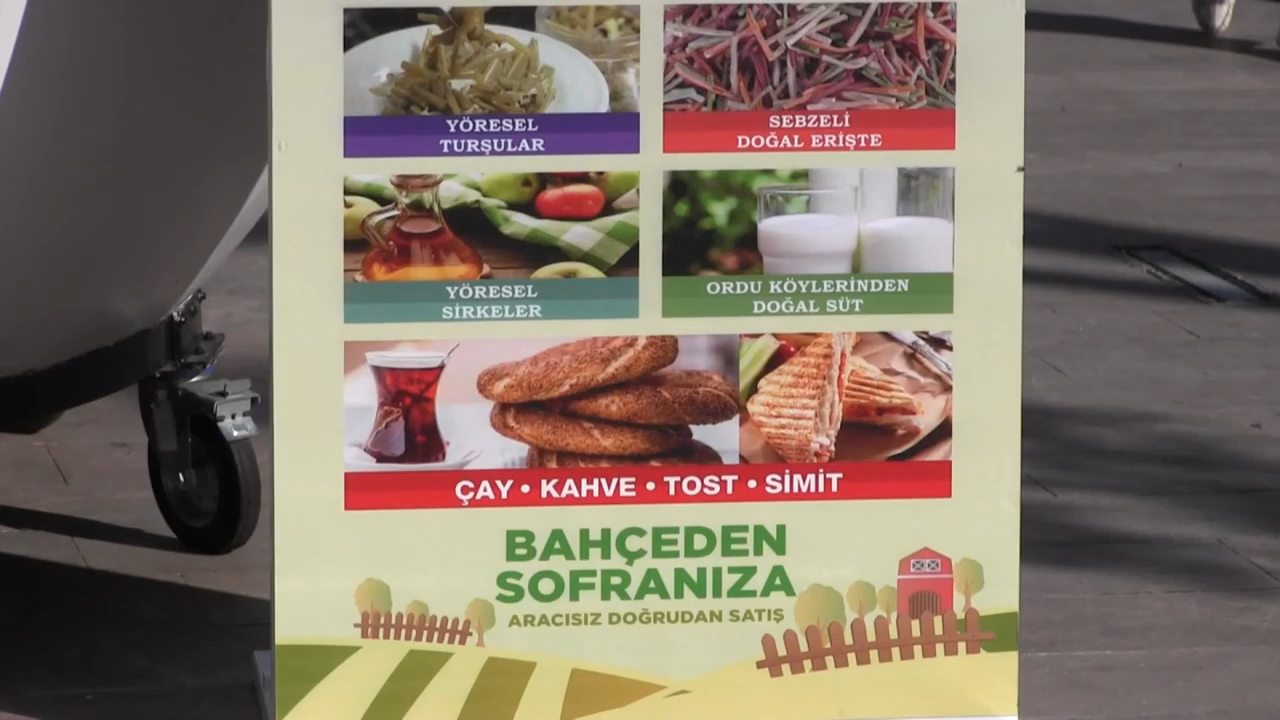 YÖRESEL
TURŞULAR
SEBZELİ
DOĞAL ERİŞTE
YÖRESEL
SİRKELER
ORDU KÖYLERİNDEN
DOĞAL SÜT
ÇAY • KAHVE • TOST • SİMİT
BAHÇEDEN
SOFRANIZA
ARACISIZ DOĞRUDAN SATIŞ